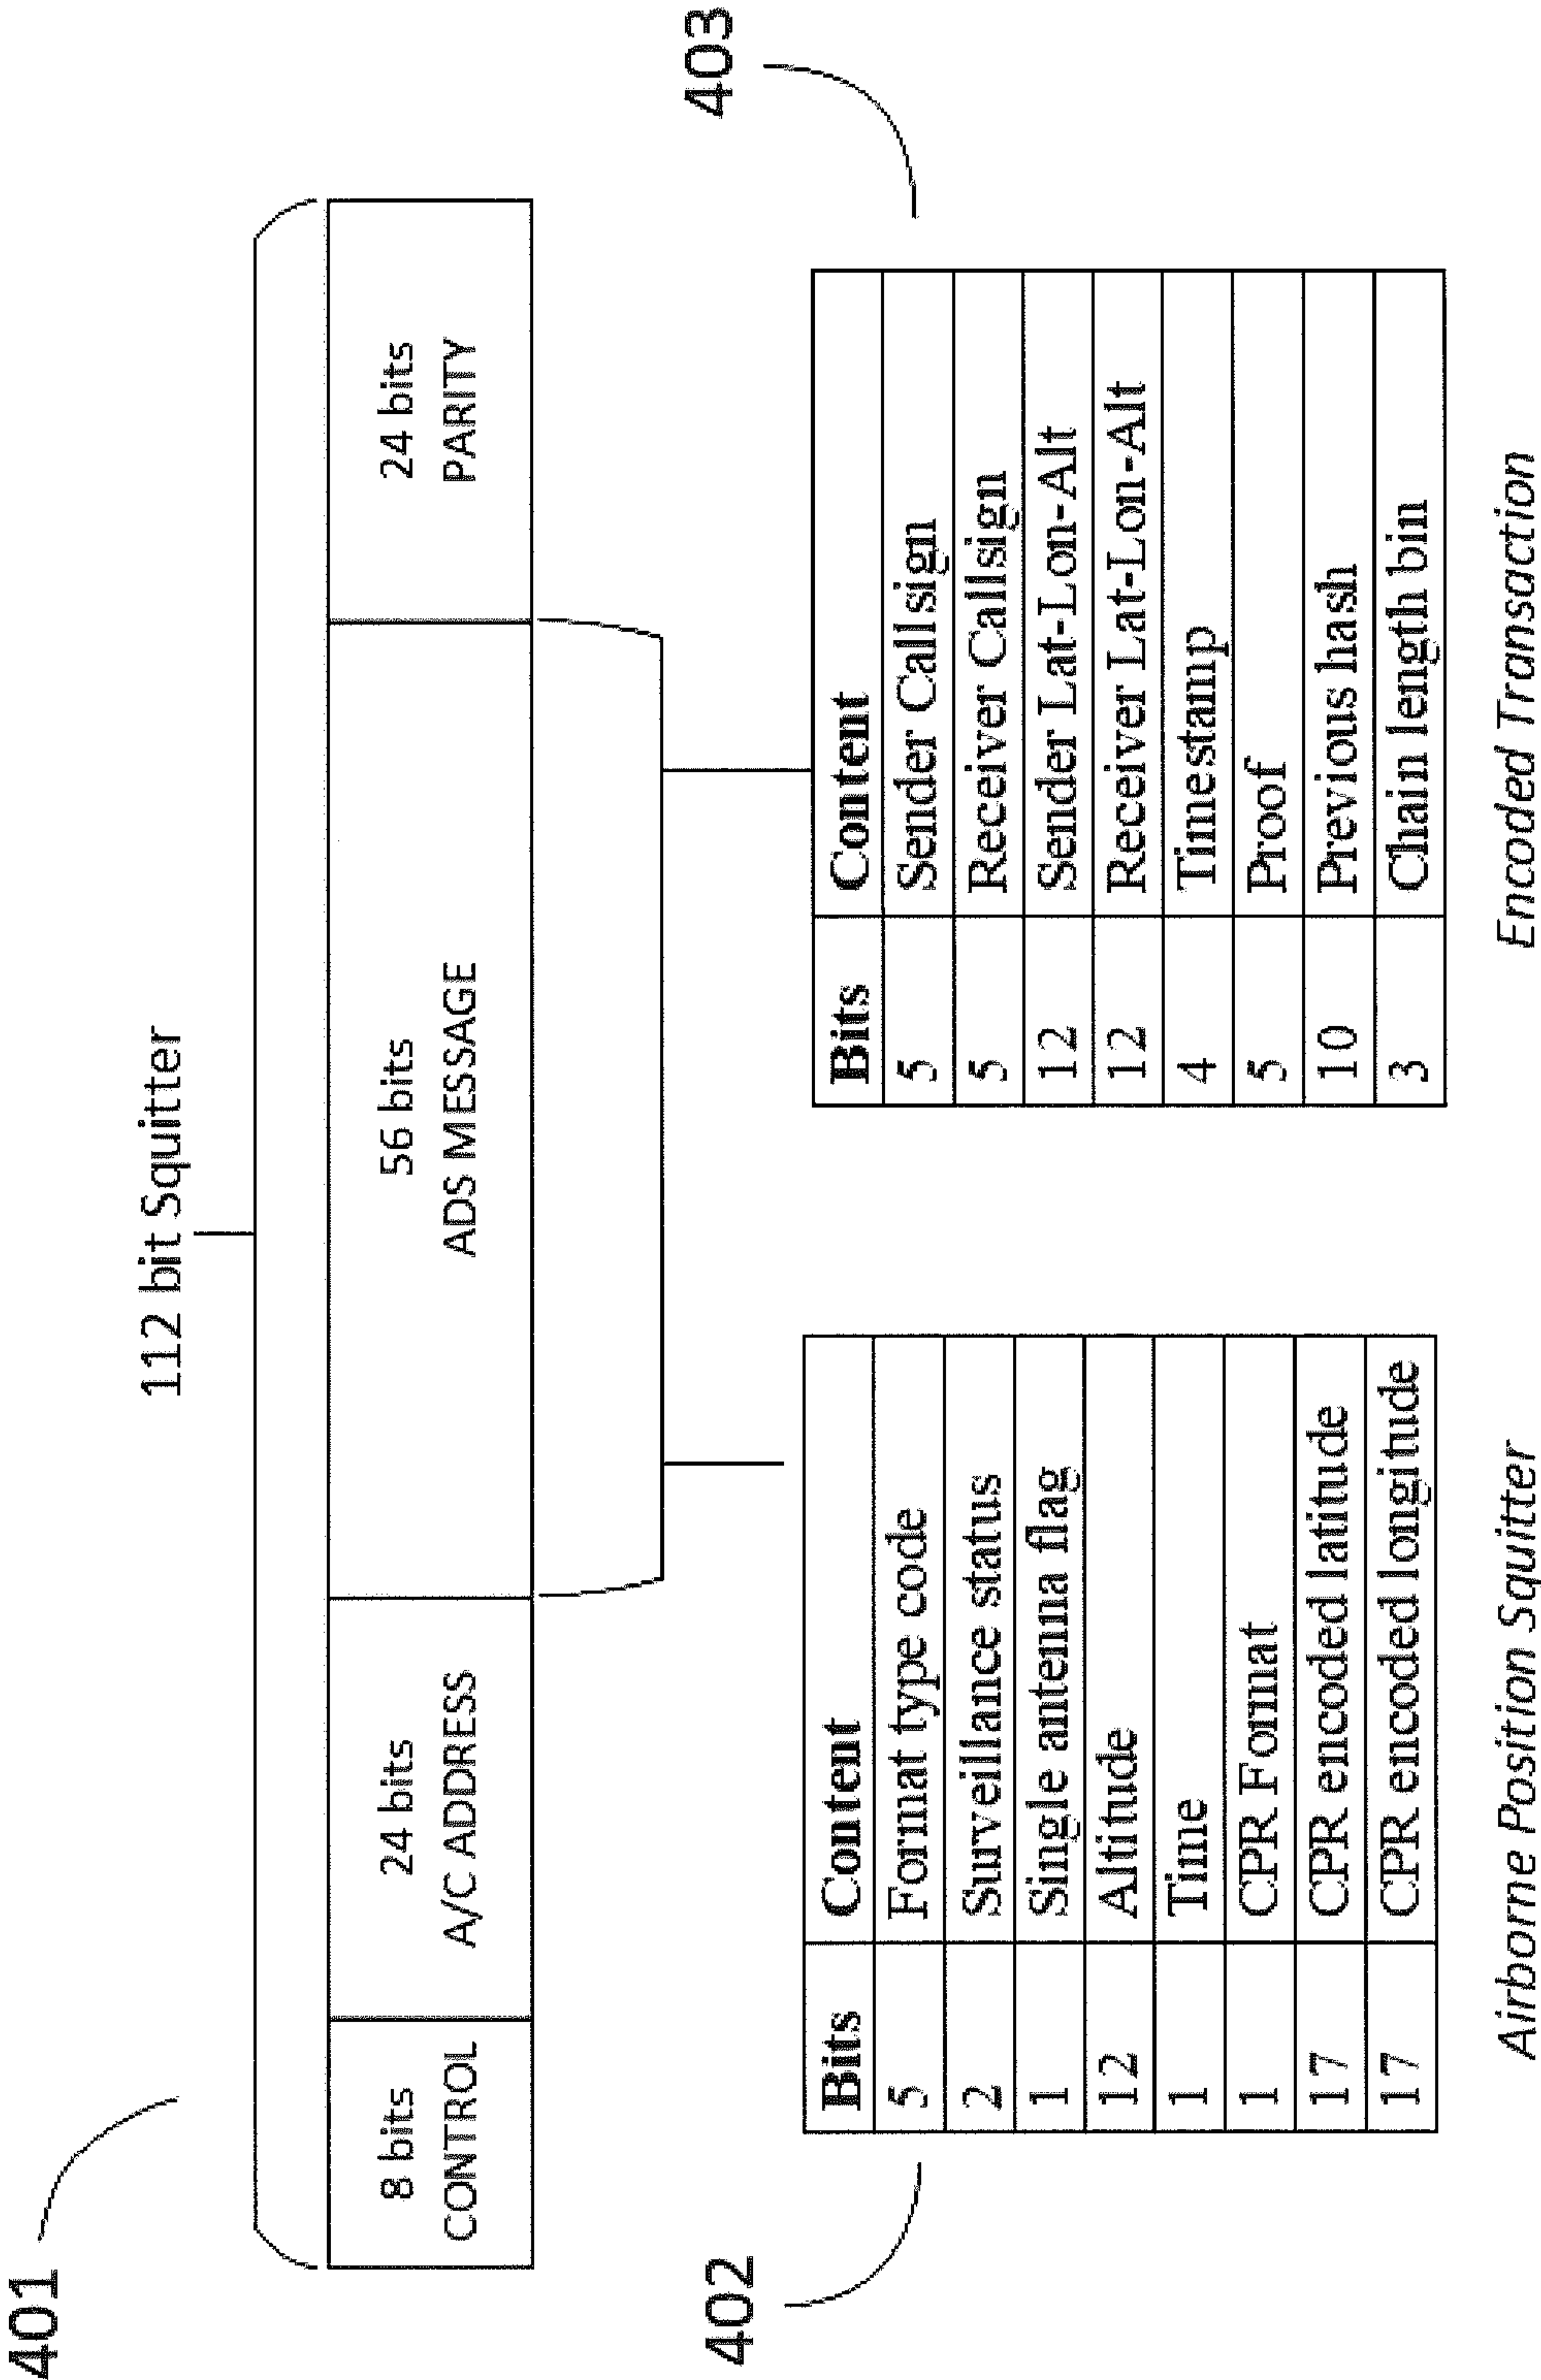 401
112 bit Squitter
8 bits
CONTROL
24 bits
A/C ADDRESS
56 bits
ADS MESSAGE
24 bits
PARITY
402
Bits Content
5 Format type code
2 Surveillance status
1 Single antenna flag
12 Altitude
1 Time
1 CPR Format
17 CPR encoded latitude
17 CPR encoded longitude
Airborne Position Squitter
403
Bits Content
5 Sender Callsign
5 Receiver Callsign
12 Sender Lat-Lon-Alt
12 Receiver Lat-Lon-Alt
4 Timestamp
5 Proof
10 Previous hash
3 Chain length bin
Encoded Transaction